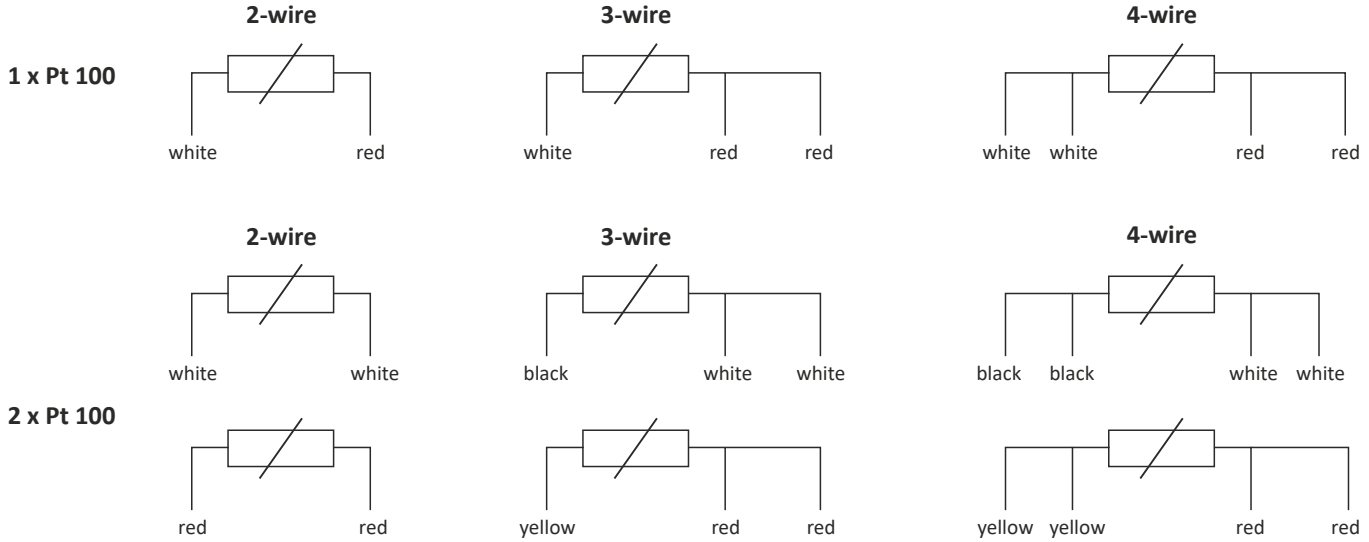 2-wire 3-wire 4-wire
1 x Pt 100
white red white red red white white red red
2-wire 3-wire 4-wire
white white black white white black black white white
2 x Pt 100
red red yellow red red yellow yellow red red